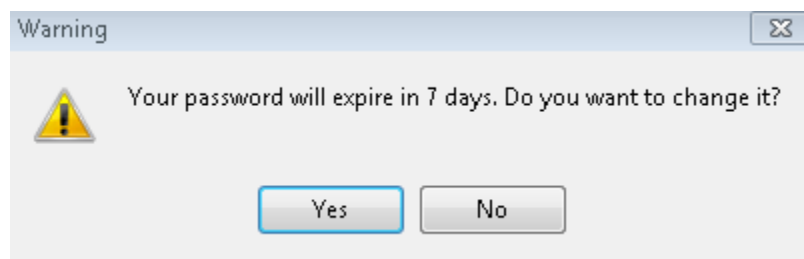 Warning
Your password will expire in 7 days. Do you want to change it?
Yes
No